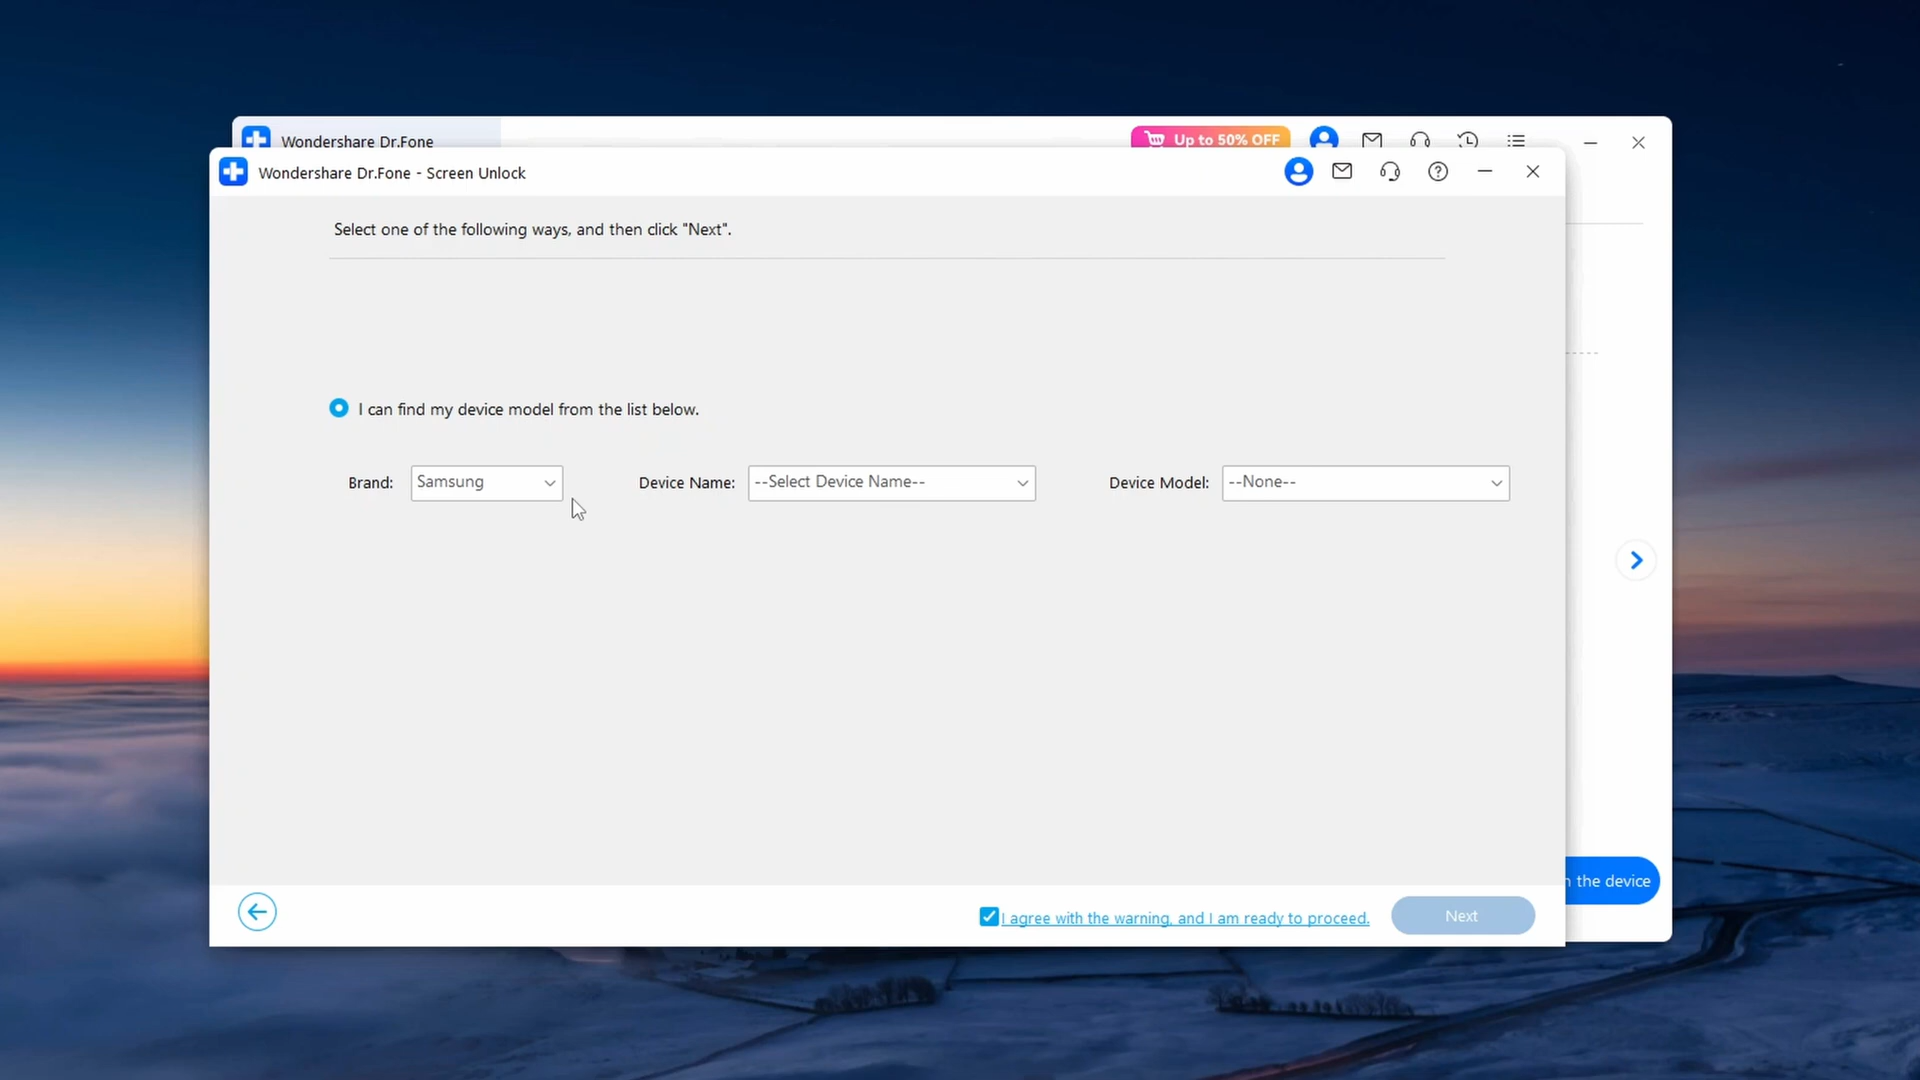 Wondershare Dr.Fone
Up to 50% OFF
Wondershare Dr.Fone - Screen Unlock
Select one of the following ways, and then click "Next".
I can find my device model from the list below.
Brand: Samsung Device Name: --Select Device Name-- Device Model: --None--
the device
I agree with the warning, and I am ready to proceed. Next